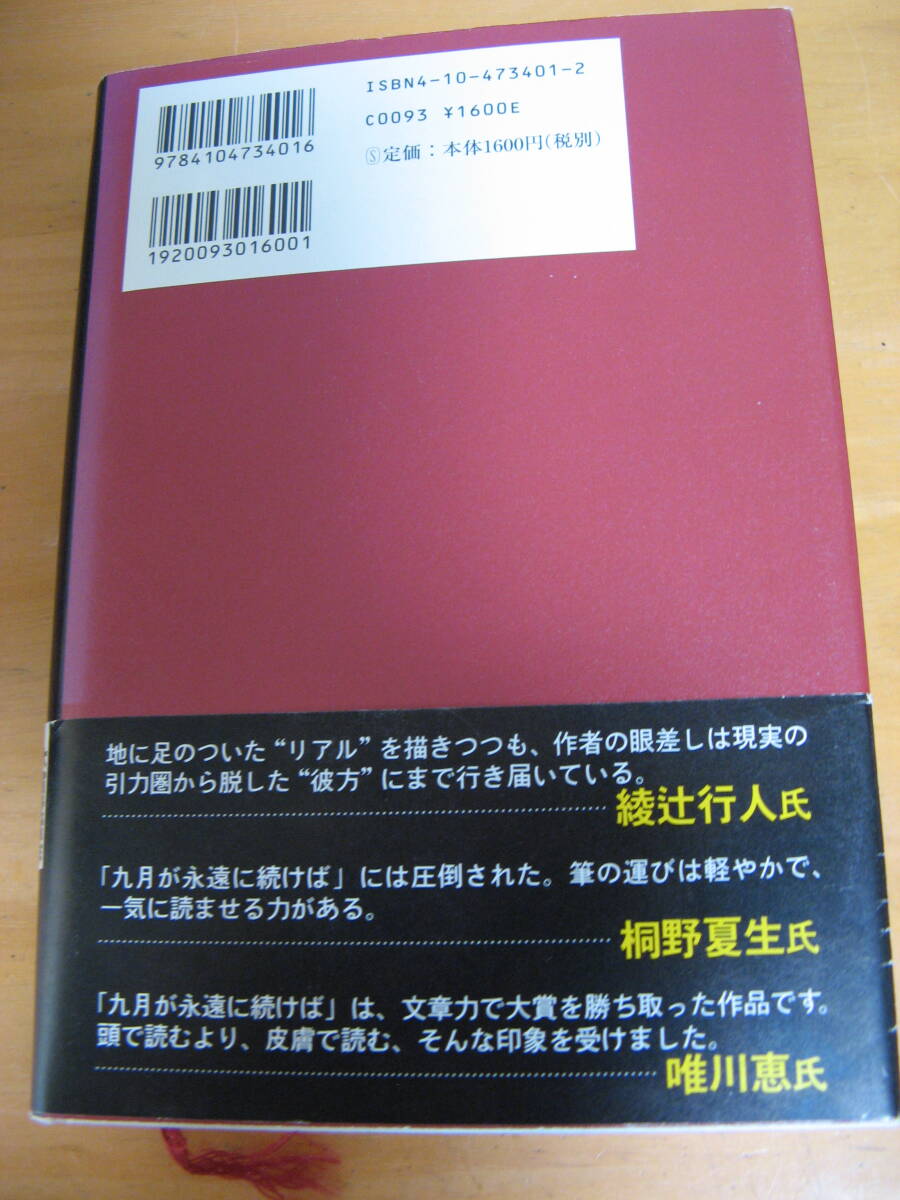 ISBN4-10-473401-2
C0093 ¥1600E
Ⓢ定価：本体1600円(税別)
9784104734016
1920093016001
地に足のついた“リアル”を描きつつも、作者の眼差しは現実の
引力圏から脱した“彼方”にまで行き届いている。
綾辻行人氏
「九月が永遠に続けば」には圧倒された。筆の運びは軽やかで、
一気に読ませる力がある。
桐野夏生氏
「九月が永遠に続けば」は、文章力で大賞を勝ち取った作品です。
頭で読むより、皮膚で読む、そんな印象を受けました。
唯川恵氏